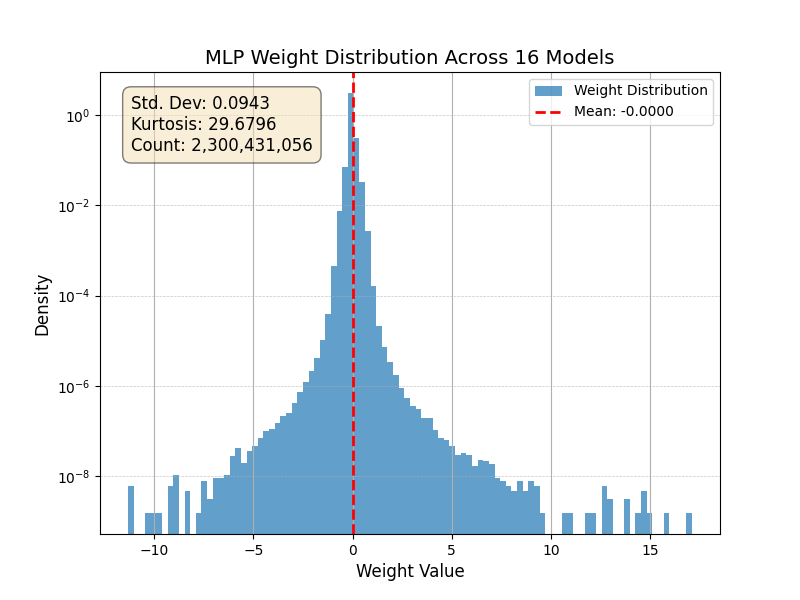 MLP Weight Distribution Across 16 Models
Std. Dev: 0.0943
Kurtosis: 29.6796
Count: 2,300,431,056
Weight Distribution
Mean: -0.0000
Density
10⁰
10⁻²
10⁻⁴
10⁻⁶
10⁻⁸
−10
−5
0
5
10
15
Weight Value